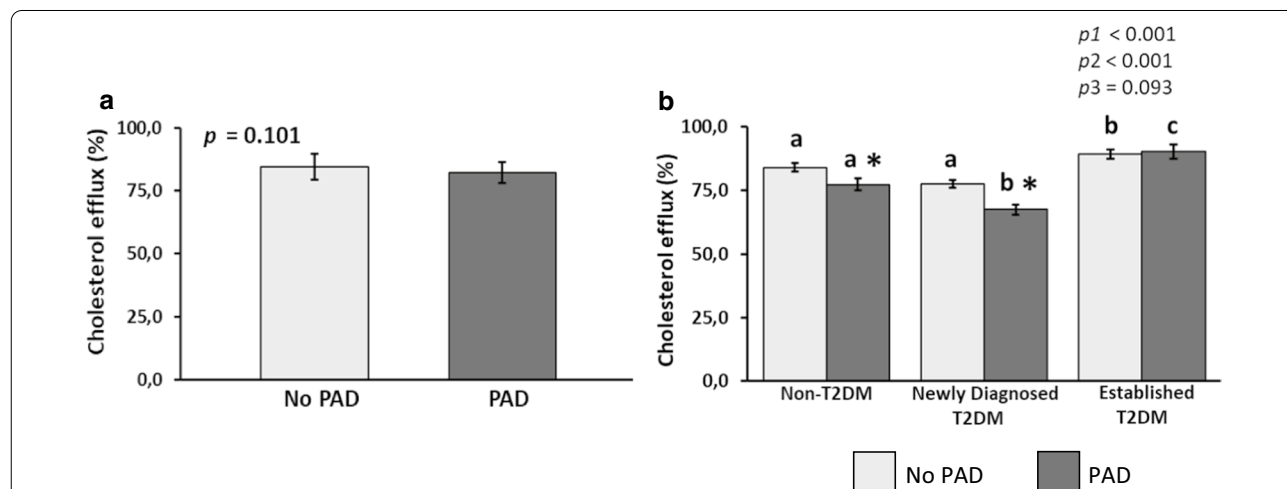 a
Cholesterol efflux (%)
100,0
75,0
50,0
25,0
0,0
p = 0.101
No PAD
PAD
b
p1 < 0.001
p2 < 0.001
p3 = 0.093
Cholesterol efflux (%)
100,0
75,0
50,0
25,0
0,0
a
a *
a
b *
b
c
Non-T2DM
Newly Diagnosed
T2DM
Established
T2DM
No PAD
PAD